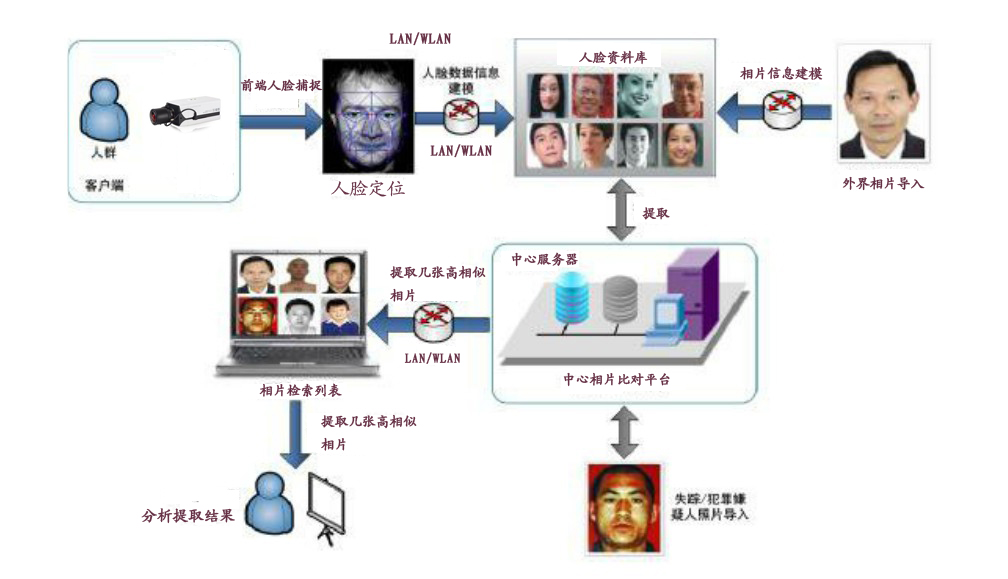 LAN/WLAN
前端人脸捕捉
人脸数据信息
建模
人脸资料库
相片信息建模
人群
客户端
LAN/WLAN
人脸定位
外界相片导入
提取
中心服务器
提取几张高相似
相片
LAN/WLAN
中心相片比对平台
相片检索列表
提取几张高相似
相片
分析提取结果
失踪/犯罪嫌
疑人照片导入